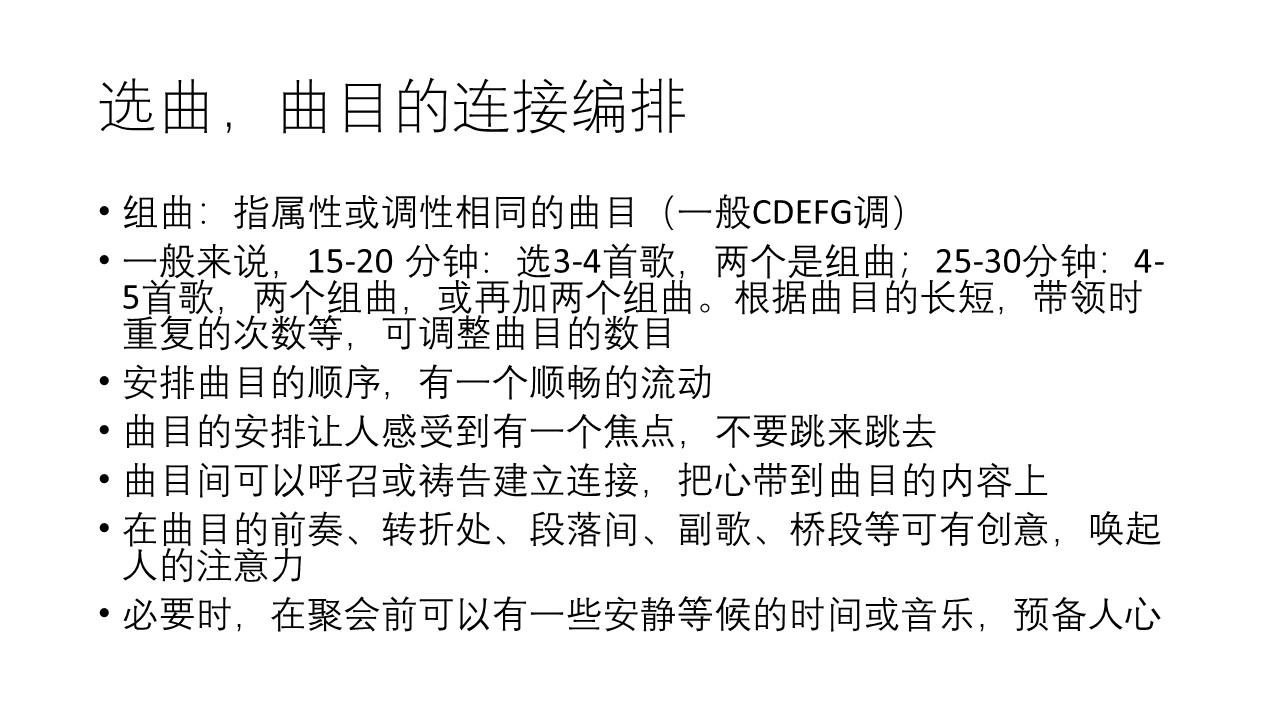 选曲，曲目的连接编排
• 组曲：指属性或调性相同的曲目（一般CDEFG调）
• 一般来说，15-20 分钟：选3-4首歌，两个是组曲；25-30分钟：4-
5首歌，两个组曲，或再加两个组曲。根据曲目的长短，带领时
重复的次数等，可调整曲目的数目
• 安排曲目的顺序，有一个顺畅的流动
• 曲目的安排让人感受到有一个焦点，不要跳来跳去
• 曲目间可以呼召或祷告建立连接，把心带到曲目的内容上
• 在曲目的前奏、转折处、段落间、副歌、桥段等可有创意，唤起
人的注意力
• 必要时，在聚会前可以有一些安静等候的时间或音乐，预备人心